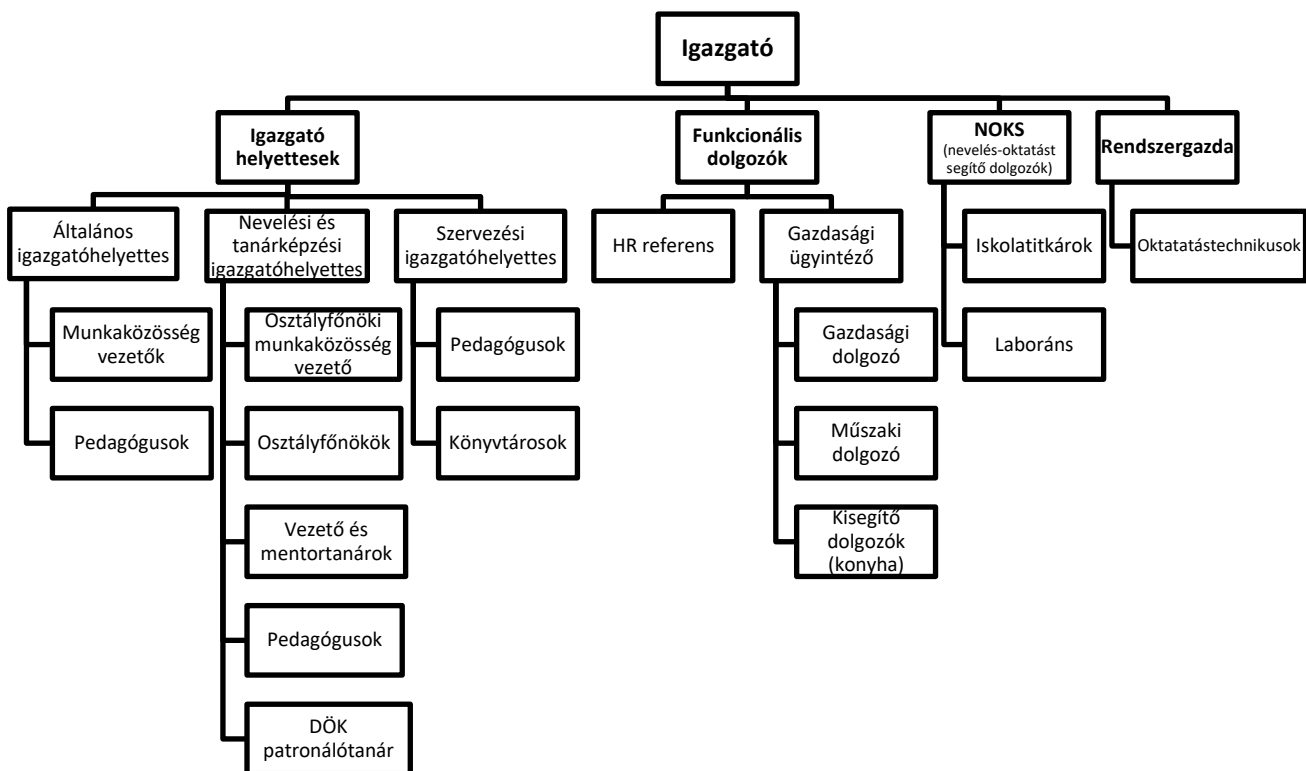 Igazgató
Igazgató
helyettesek
Funkcionális
dolgozók
NOKS
(nevelés-oktatást
segítő dolgozók)
Rendszergazda
Általános
igazgatóhelyettes
Nevelési és
tanárképzési
igazgatóhelyettes
Szervezési
igazgatóhelyettes
HR referens
Gazdasági
ügyintéző
Iskolatitkárok
Oktatatástechnikusok
Munkaközösség
vezetők
Osztályfőnöki
munkaközösség
vezető
Pedagógusok
Gazdasági
dolgozó
Laboráns
Pedagógusok
Osztályfőnökök
Könyvtárosok
Műszaki
dolgozó
Vezető és
mentortanárok
Kisegítő
dolgozók
(konyha)
Pedagógusok
DÖK
patronálótanár